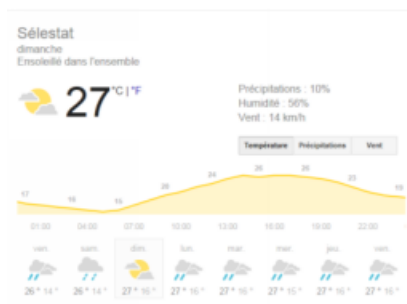 Sélestat
dimanche
Ensoleillé dans l'ensemble
27 °C | °F
Précipitations : 10%
Humidité : 56%
Vent : 14 km/h
Température Précipitations Vent
17 16 15 20 24 26 26 23 19
01:00 04:00 07:00 10:00 13:00 16:00 19:00 22:00
ven. sam. dim. lun. mar. mer. jeu. ven.
26° 14° 26° 14° 27° 16° 27° 16° 27° 15° 27° 15° 27° 16° 27° 15°